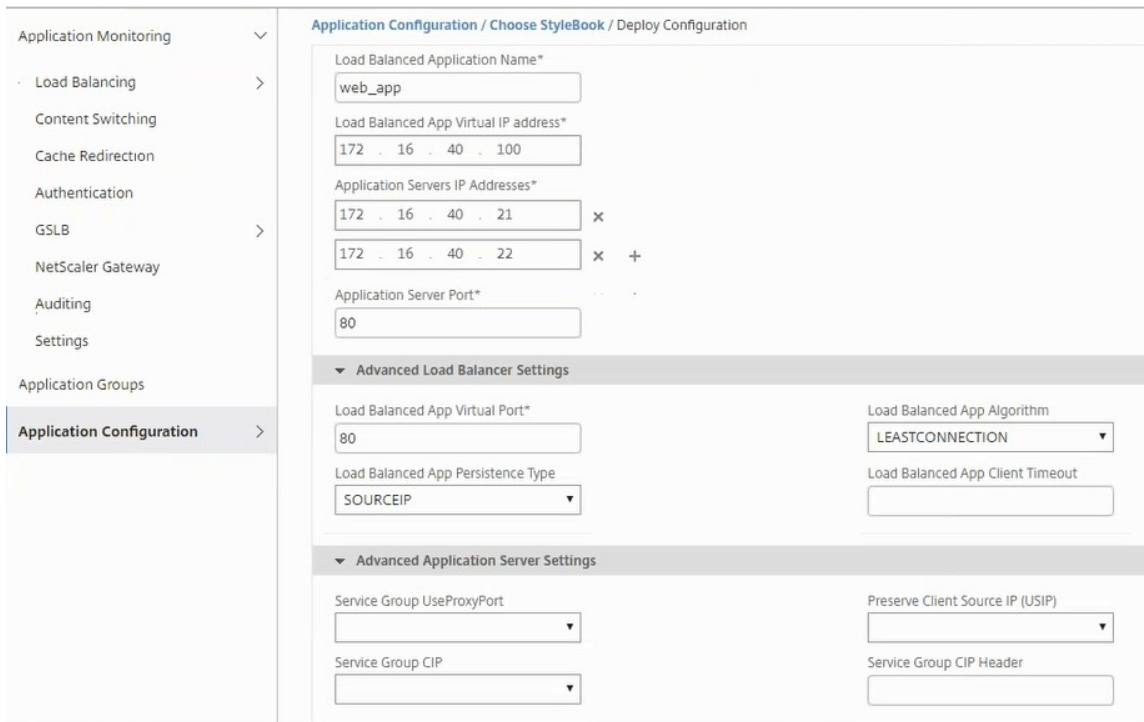 Application Monitoring
Load Balancing
Content Switching
Cache Redirection
Authentication
GSLB
NetScaler Gateway
Auditing
Settings
Application Groups
Application Configuration
Application Configuration / Choose StyleBook / Deploy Configuration
Load Balanced Application Name*
web_app
Load Balanced App Virtual IP address*
172 . 16 . 40 . 100
Application Servers IP Addresses*
172 . 16 . 40 . 21
172 . 16 . 40 . 22
Application Server Port*
80
Advanced Load Balancer Settings
Load Balanced App Virtual Port*
80
Load Balanced App Algorithm
LEASTCONNECTION
Load Balanced App Persistence Type
SOURCEIP
Load Balanced App Client Timeout
Advanced Application Server Settings
Service Group UseProxyPort
Preserve Client Source IP (USIP)
Service Group CIP
Service Group CIP Header